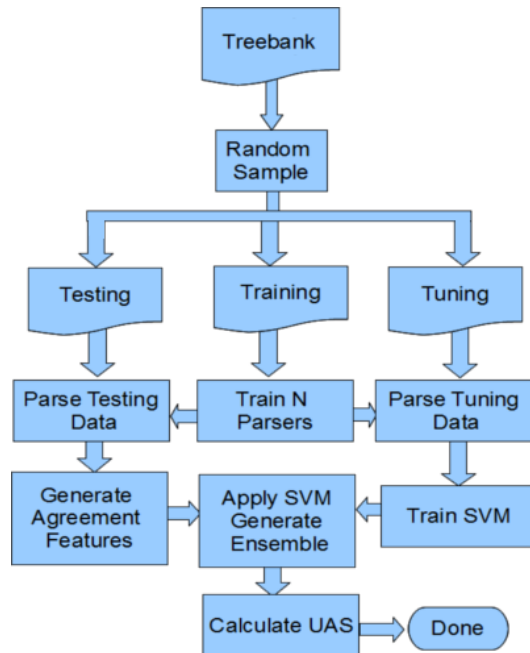 Treebank
Random
Sample
Testing
Training
Tuning
Parse Testing
Data
Train N
Parsers
Parse Tuning
Data
Generate
Agreement
Features
Apply SVM
Generate
Ensemble
Train SVM
Calculate UAS
Done